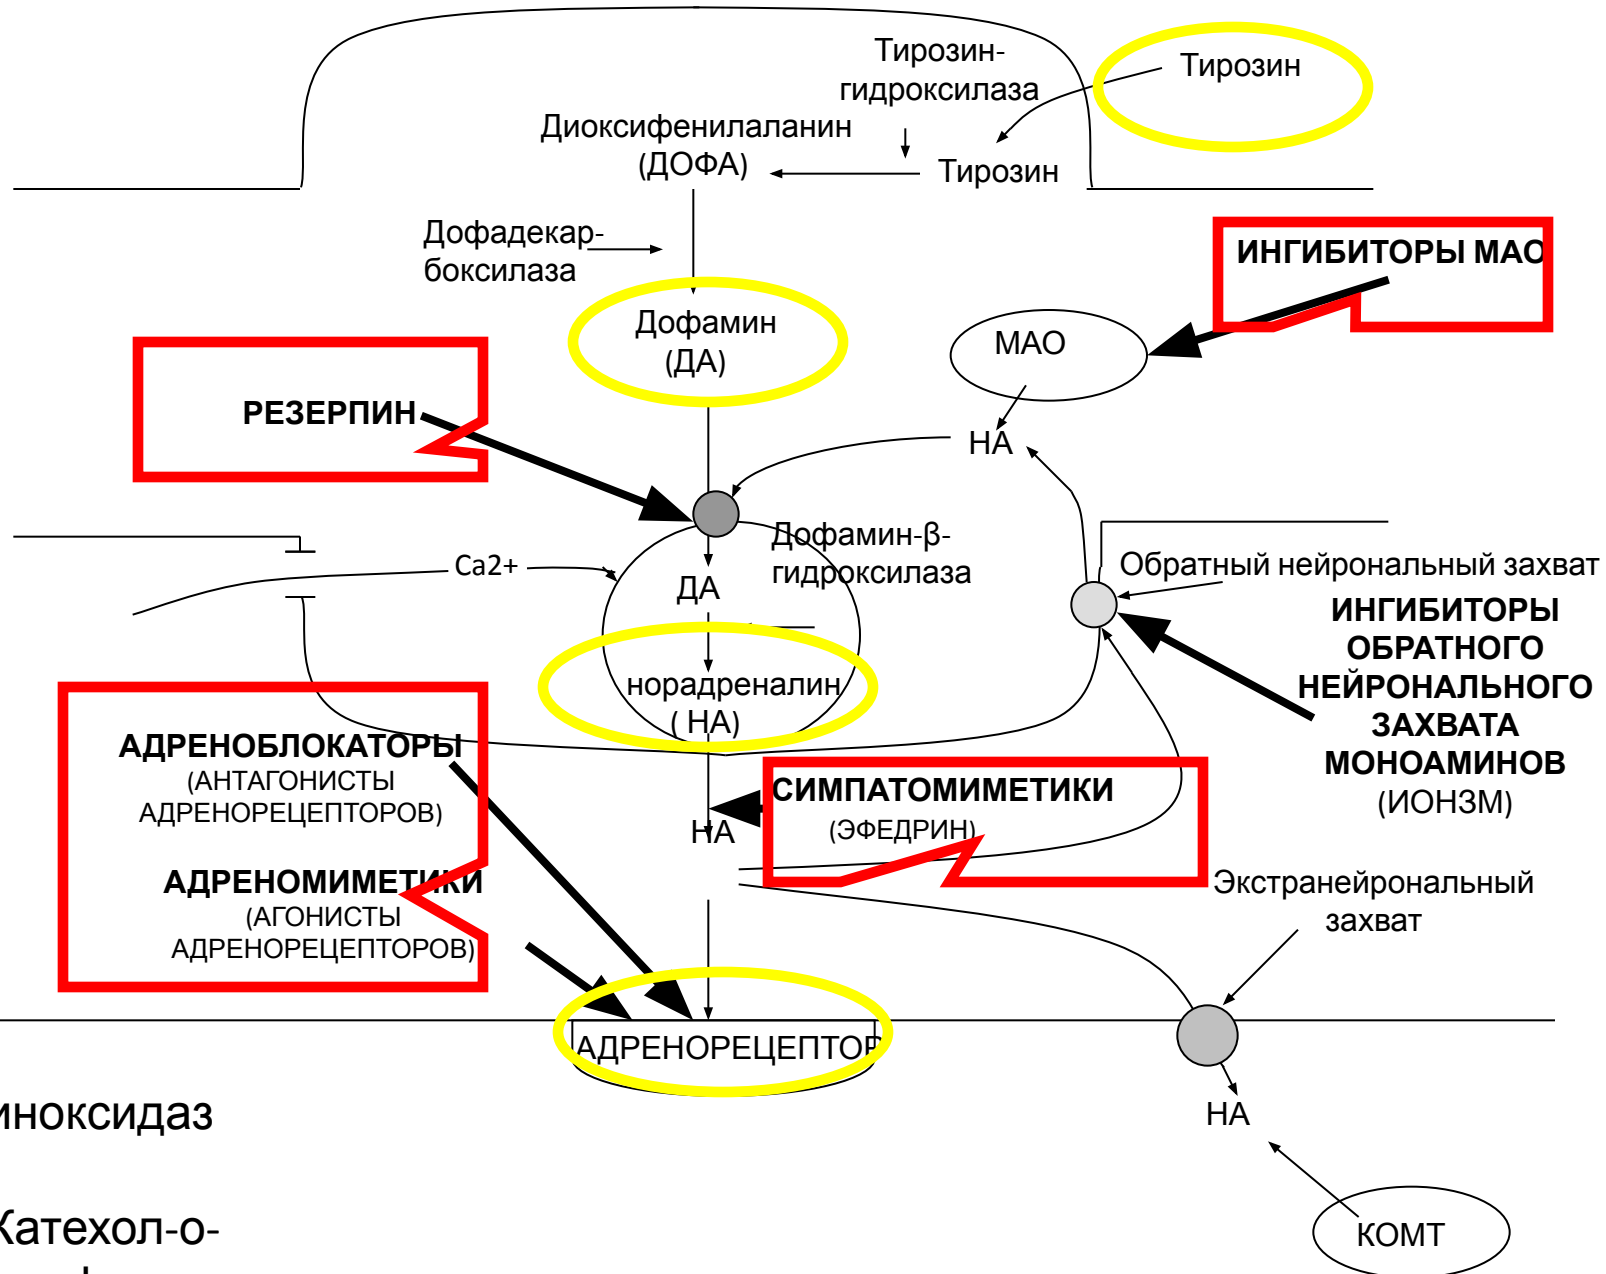 Тирозин-
гидроксилаза
Тирозин
Диоксифенилаланин
(ДОФА)
Тирозин
Дофадекар-
боксилаза
ИНГИБИТОРЫ МАО
Дофамин
(ДА)
МАО
РЕЗЕРПИН
НА
Дофамин-β-
гидроксилаза
Ca2+
ДА
Обратный нейрональный захват
ИНГИБИТОРЫ
ОБРАТНОГО
НЕЙРОНАЛЬНОГО
ЗАХВАТА
МОНОАМИНОВ
(ИОНЗМ)
норадреналин
( НА)
АДРЕНОБЛОКАТОРЫ
(АНТАГОНИСТЫ
АДРЕНОРЕЦЕПТОРОВ)
СИМПАТОМИМЕТИКИ
(ЭФЕДРИН)
НА
АДРЕНОМИМЕТИКИ
(АГОНИСТЫ
АДРЕНОРЕЦЕПТОРОВ)
Экстранейрональный
захват
АДРЕНОРЕЦЕПТОР
иноксидаз
НА
Катехол-о-
КОМТ